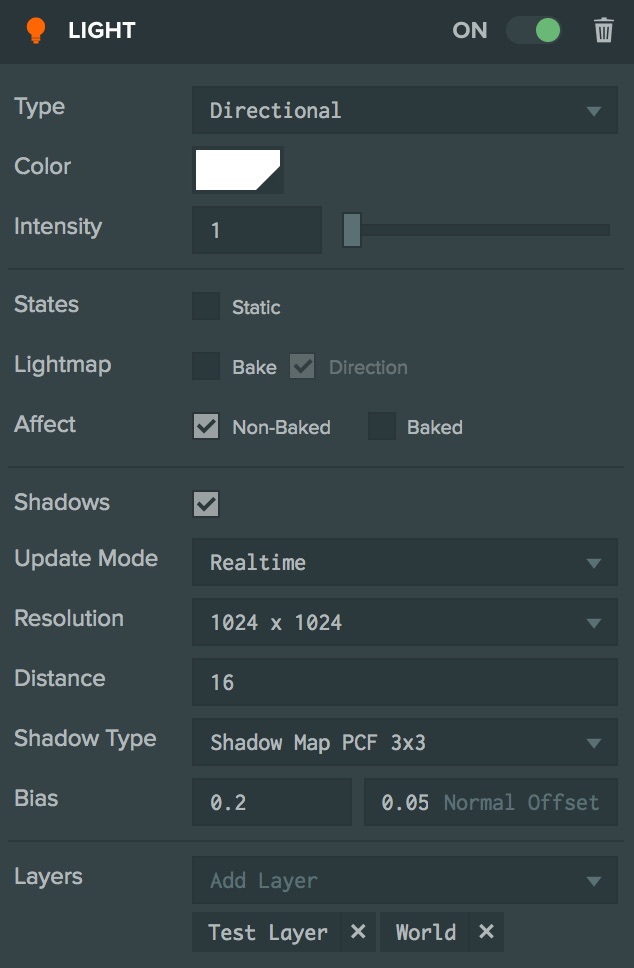 LIGHT ON
Type Directional
Color
Intensity 1
States Static
Lightmap Bake Direction
Affect Non-Baked Baked
Shadows
Update Mode Realtime
Resolution 1024 x 1024
Distance 16
Shadow Type Shadow Map PCF 3x3
Bias 0.2 0.05 Normal Offset
Layers Add Layer
Test Layer × World ×